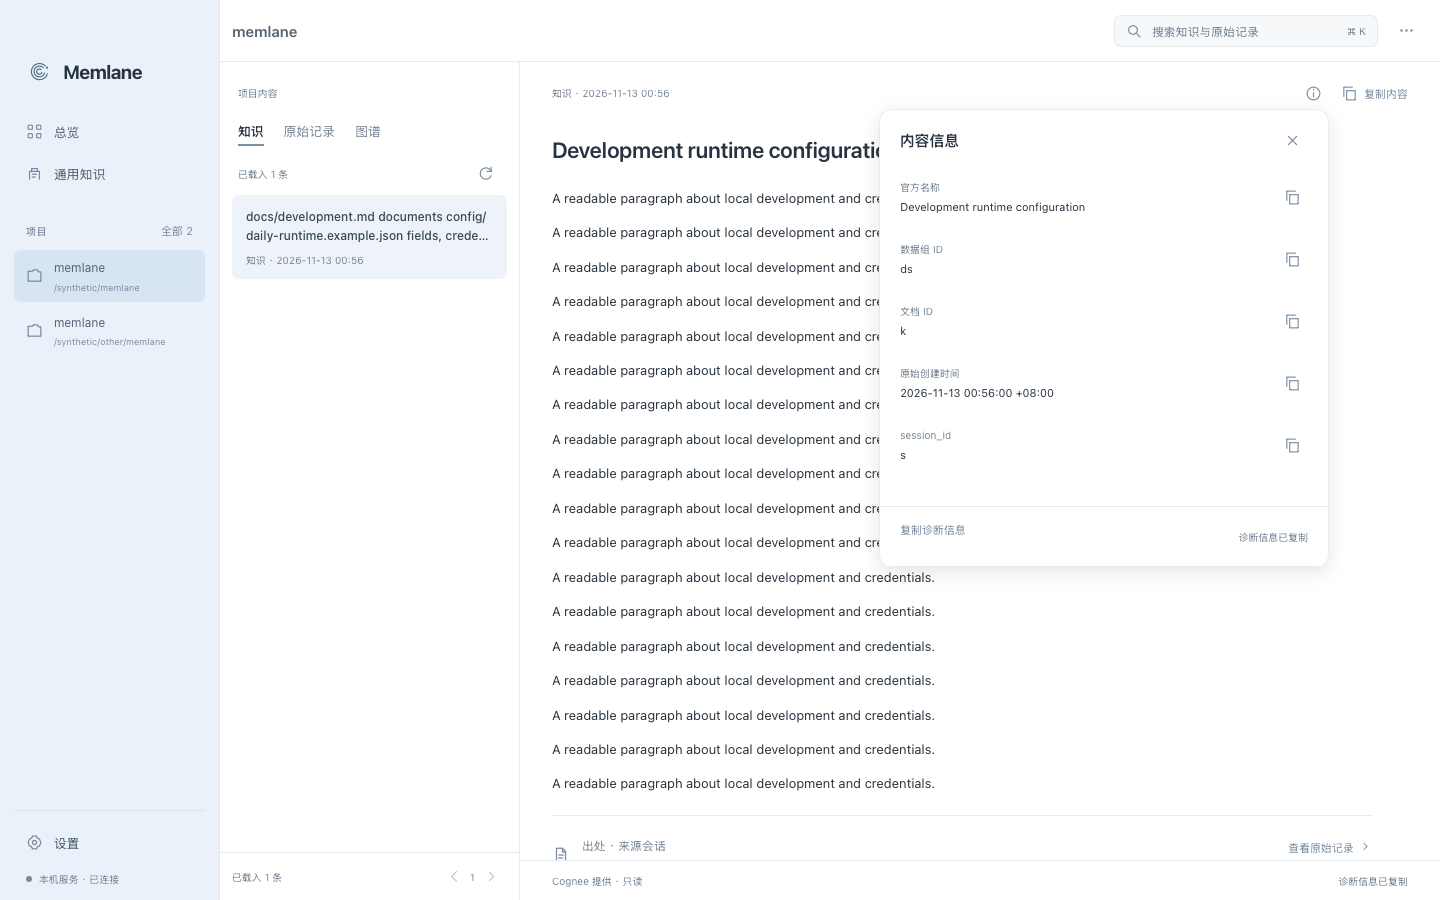 Memlane
总览
通用知识
项目
全部 2
memlane
/synthetic/memlane
memlane
/synthetic/other/memlane
设置
本机服务 · 已连接
memlane
搜索知识与原始记录
⌘ K
项目内容
知识
原始记录
图谱
已载入 1 条
docs/development.md documents config/
daily-runtime.example.json fields, crede...
知识 · 2026-11-13 00:56
已载入 1 条
1
知识 · 2026-11-13 00:56
复制内容
Development runtime configuratio
A readable paragraph about local development and cre
A readable paragraph about local development and cre
A readable paragraph about local development and cre
A readable paragraph about local development and cre
A readable paragraph about local development and cre
A readable paragraph about local development and cre
A readable paragraph about local development and cre
A readable paragraph about local development and cre
A readable paragraph about local development and cre
A readable paragraph about local development and cre
A readable paragraph about local development and cre
A readable paragraph about local development and credentials.
A readable paragraph about local development and credentials.
A readable paragraph about local development and credentials.
A readable paragraph about local development and credentials.
A readable paragraph about local development and credentials.
A readable paragraph about local development and credentials.
A readable paragraph about local development and credentials.
内容信息
官方名称
Development runtime configuration
数据组 ID
ds
文档 ID
k
原始创建时间
2026-11-13 00:56:00 +08:00
session_id
s
复制诊断信息
诊断信息已复制
出处 · 来源会话
查看原始记录
Cognee 提供 · 只读
诊断信息已复制